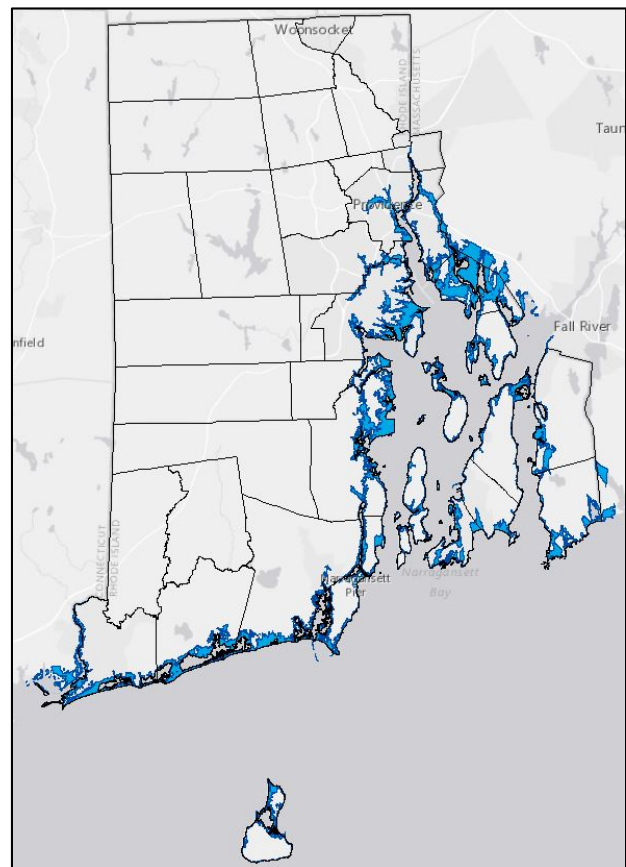 Woonsocket
RHODE ISLAND
MASSACHUSETTS
Taun
Providence
Fall River
nfield
CONNECTICUT
RHODE ISLAND
Narragansett
Pier
Narragansett
Bay